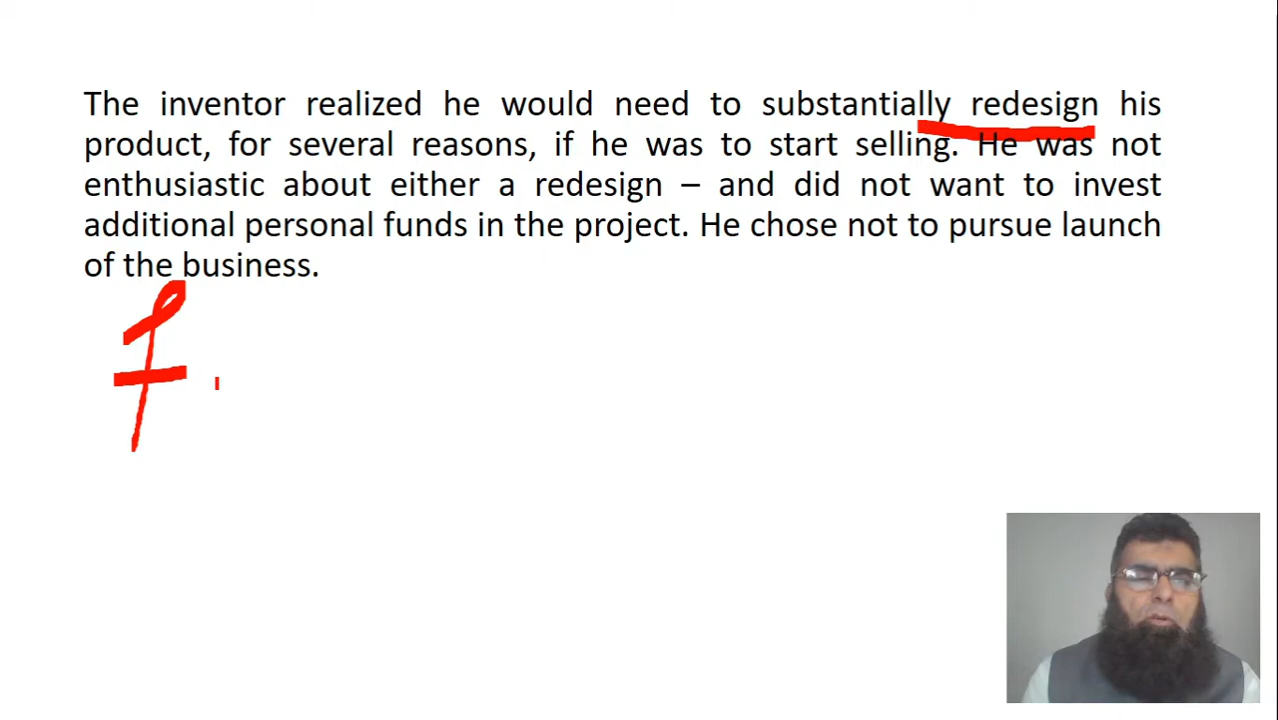 The inventor realized he would need to substantially redesign his
product, for several reasons, if he was to start selling. He was not
enthusiastic about either a redesign – and did not want to invest
additional personal funds in the project. He chose not to pursue launch
of the business.